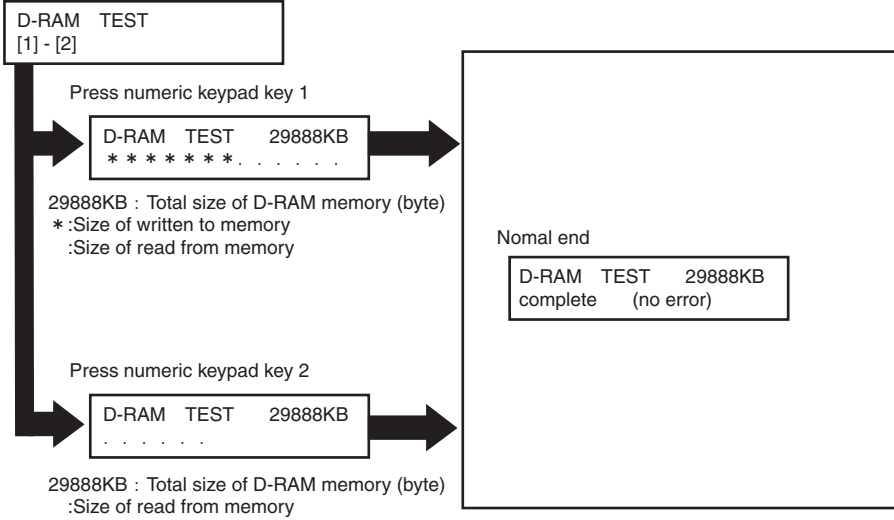 D-RAM TEST
[1] - [2]
Press numeric keypad key 1
D-RAM TEST 29888KB
* * * * * * * . . . . . .
29888KB : Total size of D-RAM memory (byte)
* :Size of written to memory
:Size of read from memory
Nomal end
D-RAM TEST 29888KB
complete (no error)
Press numeric keypad key 2
D-RAM TEST 29888KB
. . . . . .
29888KB : Total size of D-RAM memory (byte)
:Size of read from memory